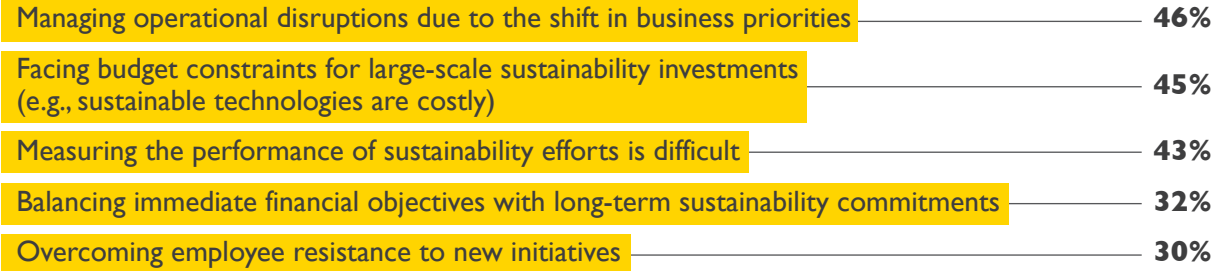 Managing operational disruptions due to the shift in business priorities 46%
Facing budget constraints for large-scale sustainability investments
(e.g., sustainable technologies are costly) 45%
Measuring the performance of sustainability efforts is difficult 43%
Balancing immediate financial objectives with long-term sustainability commitments 32%
Overcoming employee resistance to new initiatives 30%